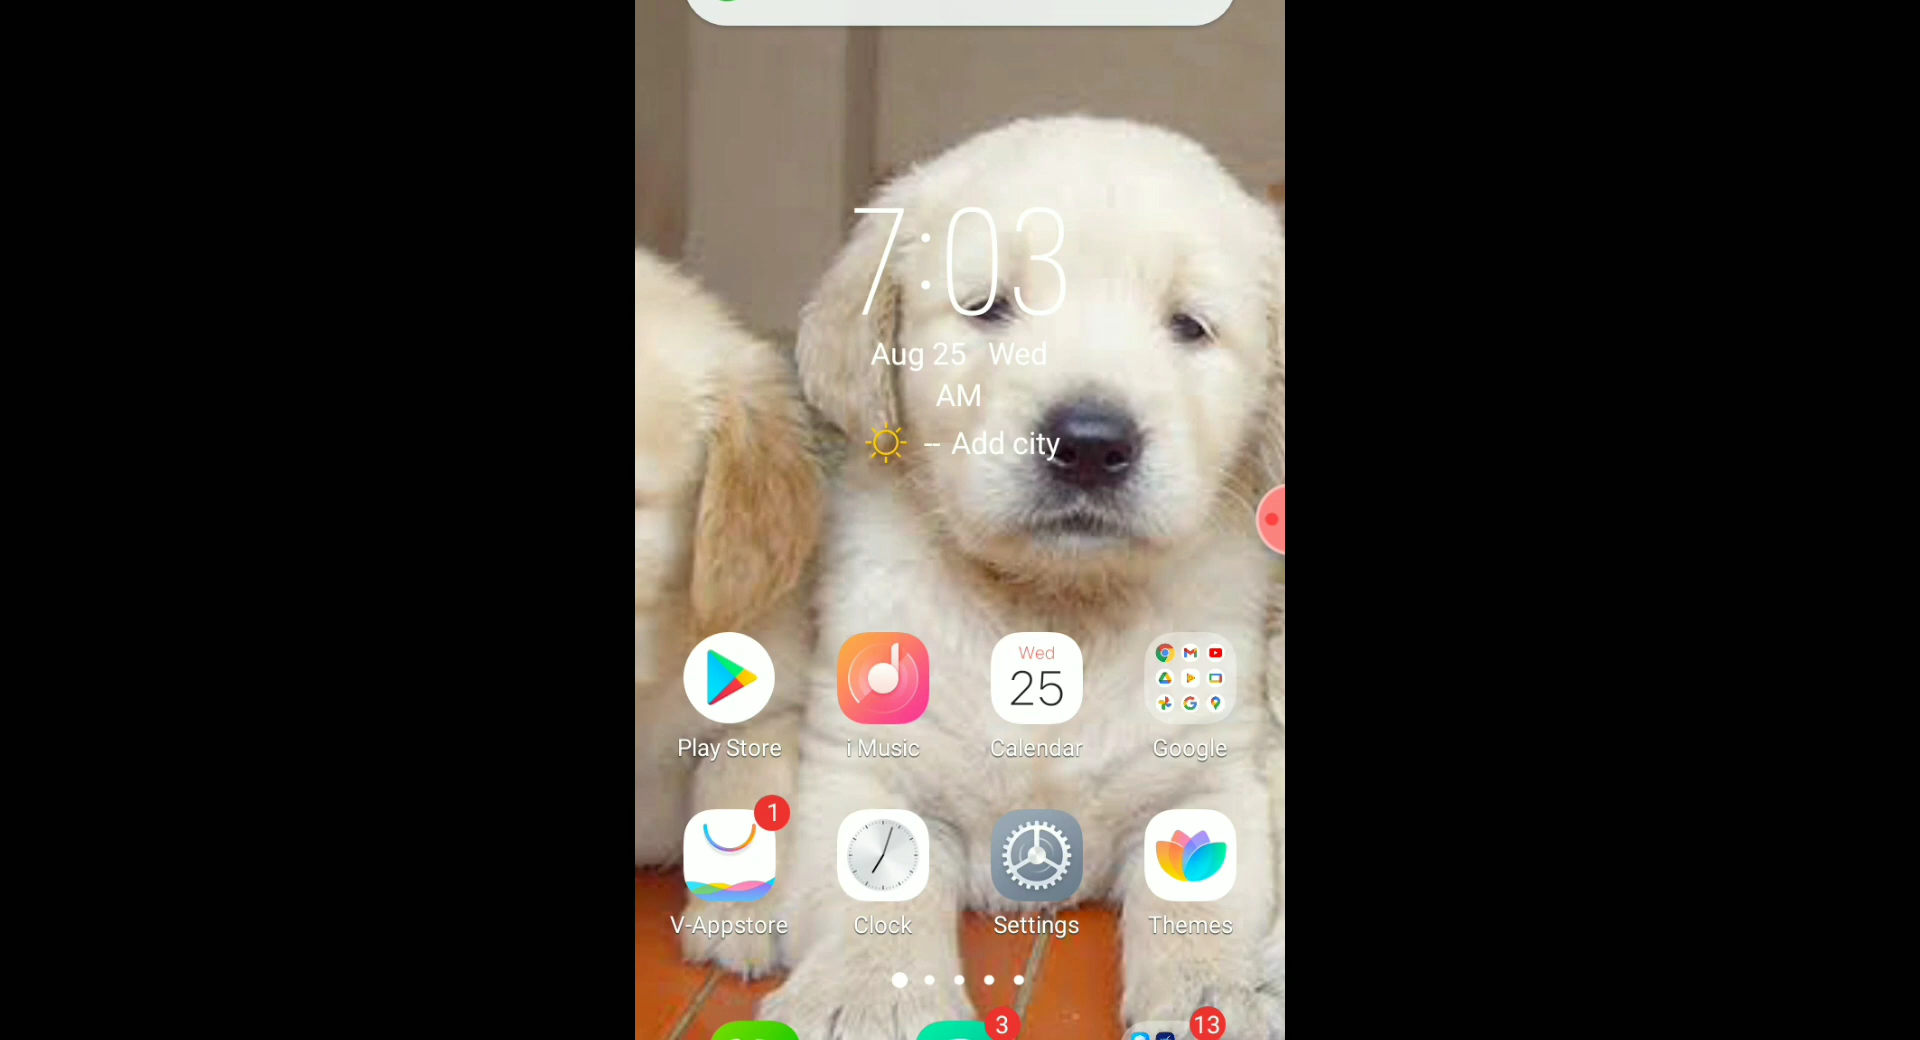 7:03
Aug 25 Wed
AM
-- Add city
Wed
25
Play Store
i Music
Calendar
Google
1
V-Appstore
Clock
Settings
Themes
3
13